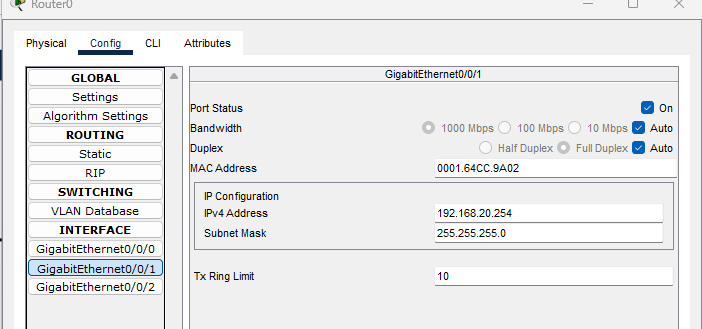 Router0
Physical Config CLI Attributes
GLOBAL
Settings
Algorithm Settings
ROUTING
Static
RIP
SWITCHING
VLAN Database
INTERFACE
GigabitEthernet0/0/0
GigabitEthernet0/0/1
GigabitEthernet0/0/2
GigabitEthernet0/0/1
Port Status On
Bandwidth 1000 Mbps 100 Mbps 10 Mbps Auto
Duplex Half Duplex Full Duplex Auto
MAC Address 0001.64CC.9A02
IP Configuration
IPv4 Address 192.168.20.254
Subnet Mask 255.255.255.0
Tx Ring Limit 10